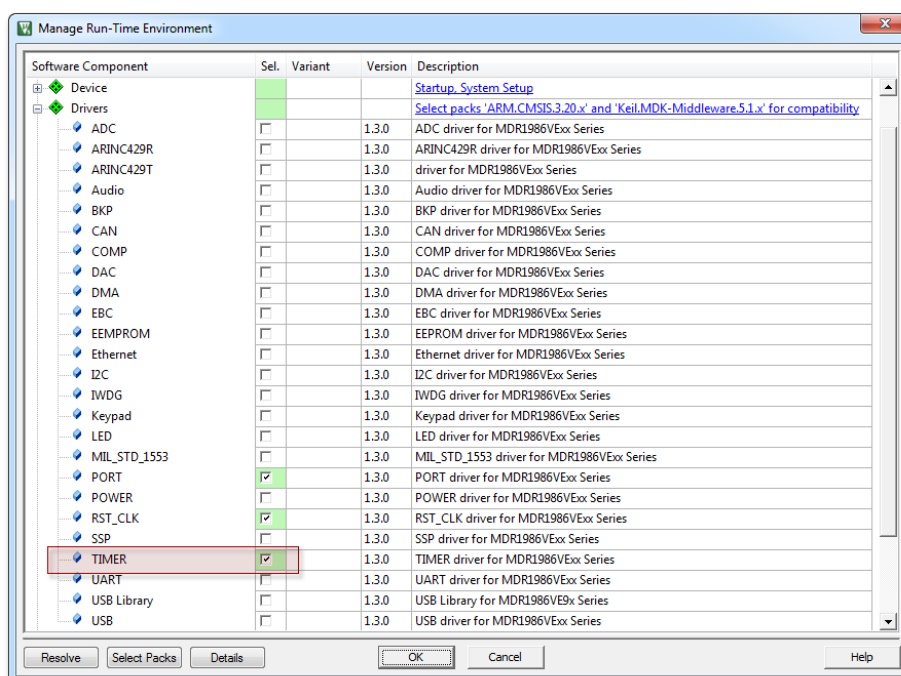 Manage Run-Time Environment
Software Component Sel. Variant Version Description
Device Startup, System Setup
Drivers Select packs 'ARM.CMSIS.3.20.x' and 'Keil.MDK-Middleware.5.1.x' for compatibility
ADC 1.3.0 ADC driver for MDR1986VExx Series
ARINC429R 1.3.0 ARINC429R driver for MDR1986VExx Series
ARINC429T 1.3.0 driver for MDR1986VExx Series
Audio 1.3.0 Audio driver for MDR1986VExx Series
BKP 1.3.0 BKP driver for MDR1986VExx Series
CAN 1.3.0 CAN driver for MDR1986VExx Series
COMP 1.3.0 COMP driver for MDR1986VExx Series
DAC 1.3.0 DAC driver for MDR1986VExx Series
DMA 1.3.0 DMA driver for MDR1986VExx Series
EBC 1.3.0 EBC driver for MDR1986VExx Series
EEMPROM 1.3.0 EEPROM driver for MDR1986VExx Series
Ethernet 1.3.0 Ethernet driver for MDR1986VExx Series
I2C 1.3.0 I2C driver for MDR1986VExx Series
IWDG 1.3.0 IWDG driver for MDR1986VExx Series
Keypad 1.3.0 Keypad driver for MDR1986VExx Series
LED 1.3.0 LED driver for MDR1986VExx Series
MIL_STD_1553 1.3.0 MIL_STD_1553 driver for MDR1986VExx Series
PORT 1.3.0 PORT driver for MDR1986VExx Series
POWER 1.3.0 POWER driver for MDR1986VExx Series
RST_CLK 1.3.0 RST_CLK driver for MDR1986VExx Series
SSP 1.3.0 SSP driver for MDR1986VExx Series
TIMER 1.3.0 TIMER driver for MDR1986VExx Series
UART 1.3.0 UART driver for MDR1986VExx Series
USB Library 1.3.0 USB Library for MDR1986VE9x Series
USB 1.3.0 USB driver for MDR1986VExx Series
Resolve Select Packs Details OK Cancel Help